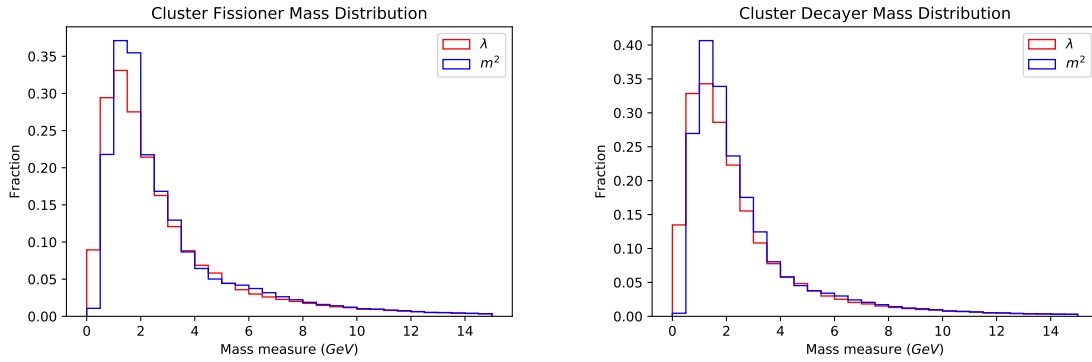 Cluster Fissioner Mass Distribution
λ
m²
0.35
0.30
0.25
0.20
0.15
0.10
0.05
0.00
Fraction
0 2 4 6 8 10 12 14
Mass measure (GeV)
Cluster Decayer Mass Distribution
λ
m²
0.40
0.35
0.30
0.25
0.20
0.15
0.10
0.05
0.00
Fraction
0 2 4 6 8 10 12 14
Mass measure (GeV)